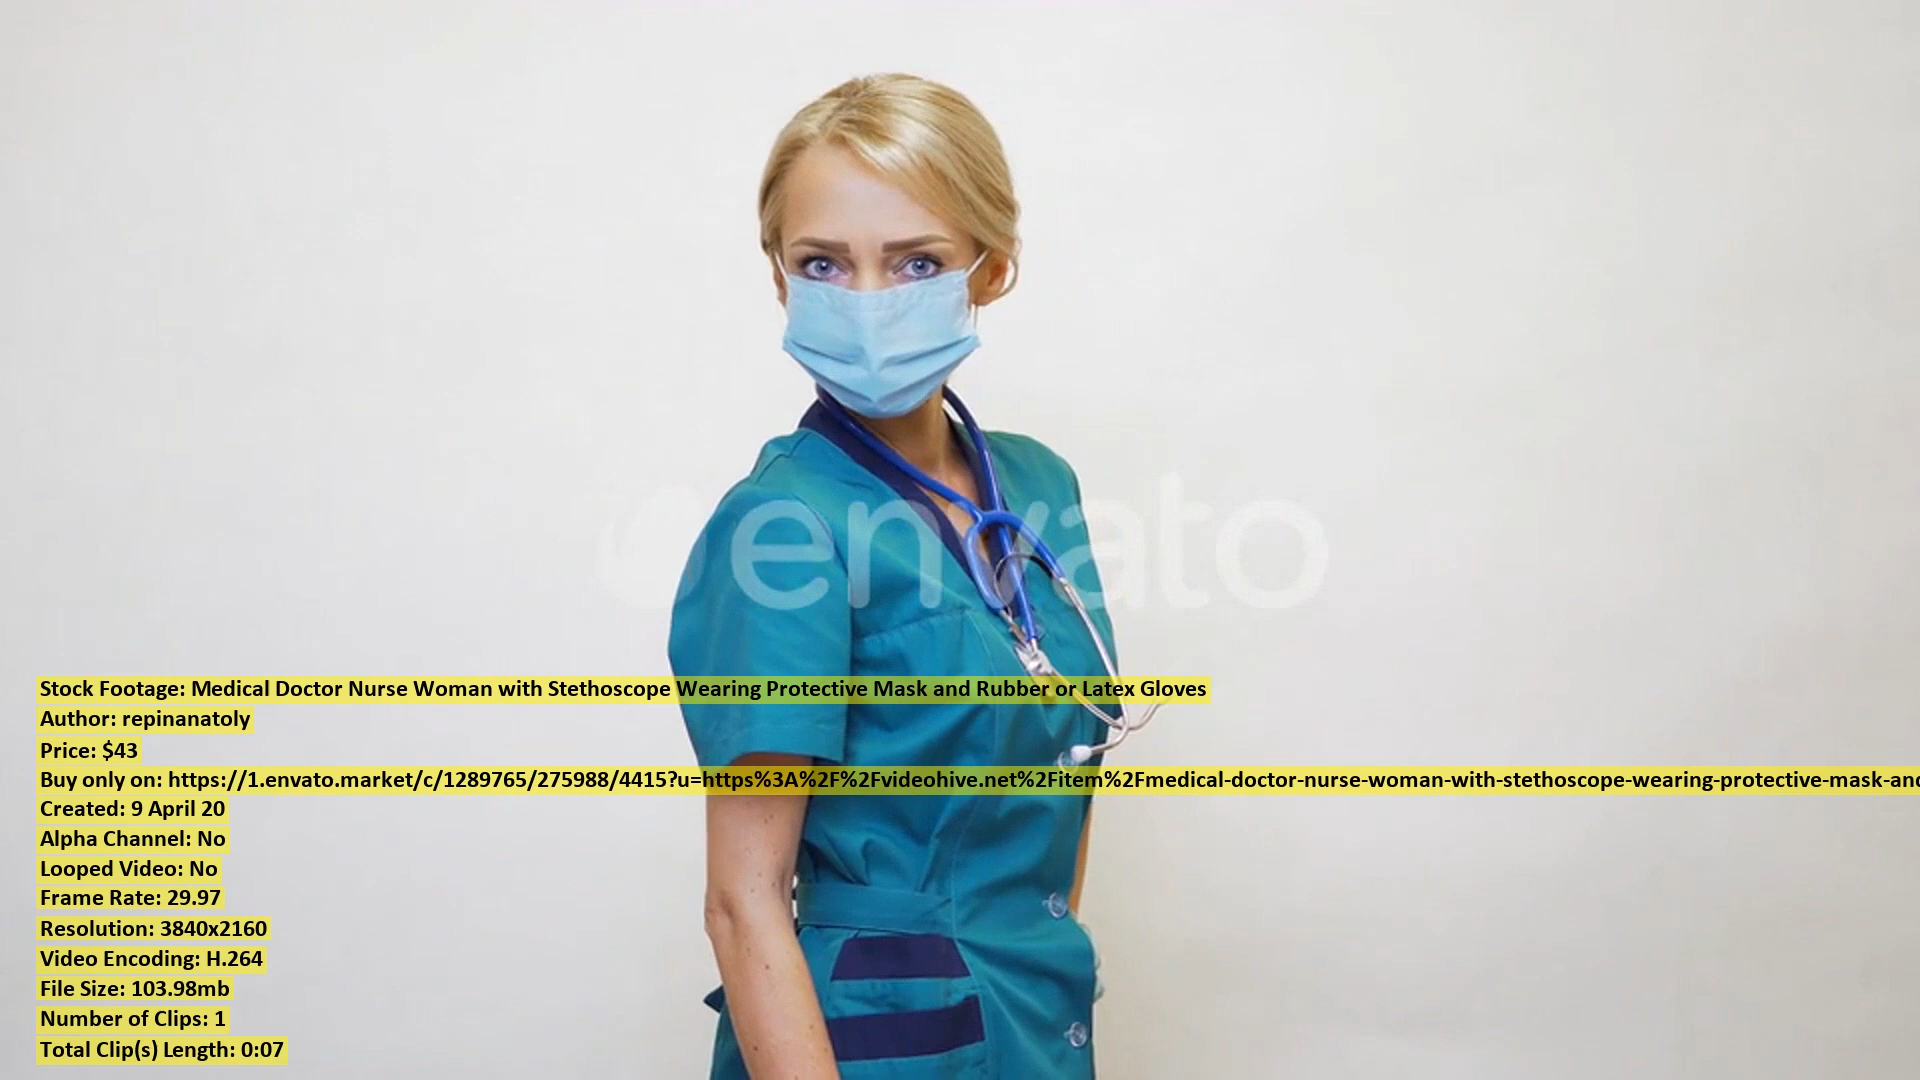 envato
Stock Footage: Medical Doctor Nurse Woman with Stethoscope Wearing Protective Mask and Rubber or Latex Gloves
Author: repinanatoly
Price: $43
Buy only on: https://1.envato.market/c/1289765/275988/4415?u=https%3A%2F%2Fvideohive.net%2Fitem%2Fmedical-doctor-nurse-woman-with-stethoscope-wearing-protective-mask-and
Created: 9 April 20
Alpha Channel: No
Looped Video: No
Frame Rate: 29.97
Resolution: 3840x2160
Video Encoding: H.264
File Size: 103.98mb
Number of Clips: 1
Total Clip(s) Length: 0:07